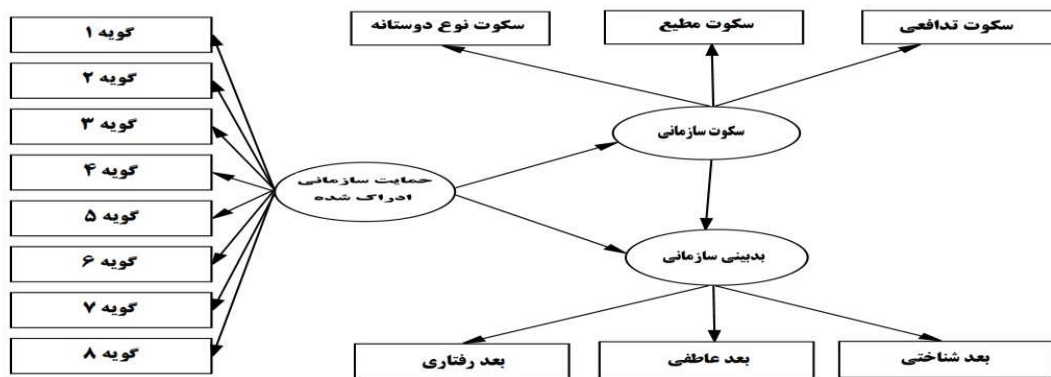 سکوت تدافعی
سکوت مطیع
سکوت نوع دوستانه
گویه ۱
گویه ۲
گویه ۳
گویه ۴
گویه ۵
گویه ۶
گویه ۷
گویه ۸
سکوت سازمانی
حمایت سازمانی
ادراک شده
بدبینی سازمانی
بعد شناختی
بعد عاطفی
بعد رفتاری